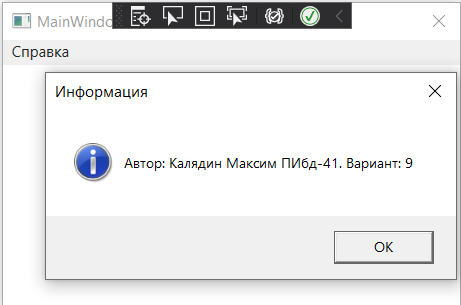 MainWindo
Справка
Информация
Автор: Калядин Максим ПИбд-41. Вариант: 9
OK